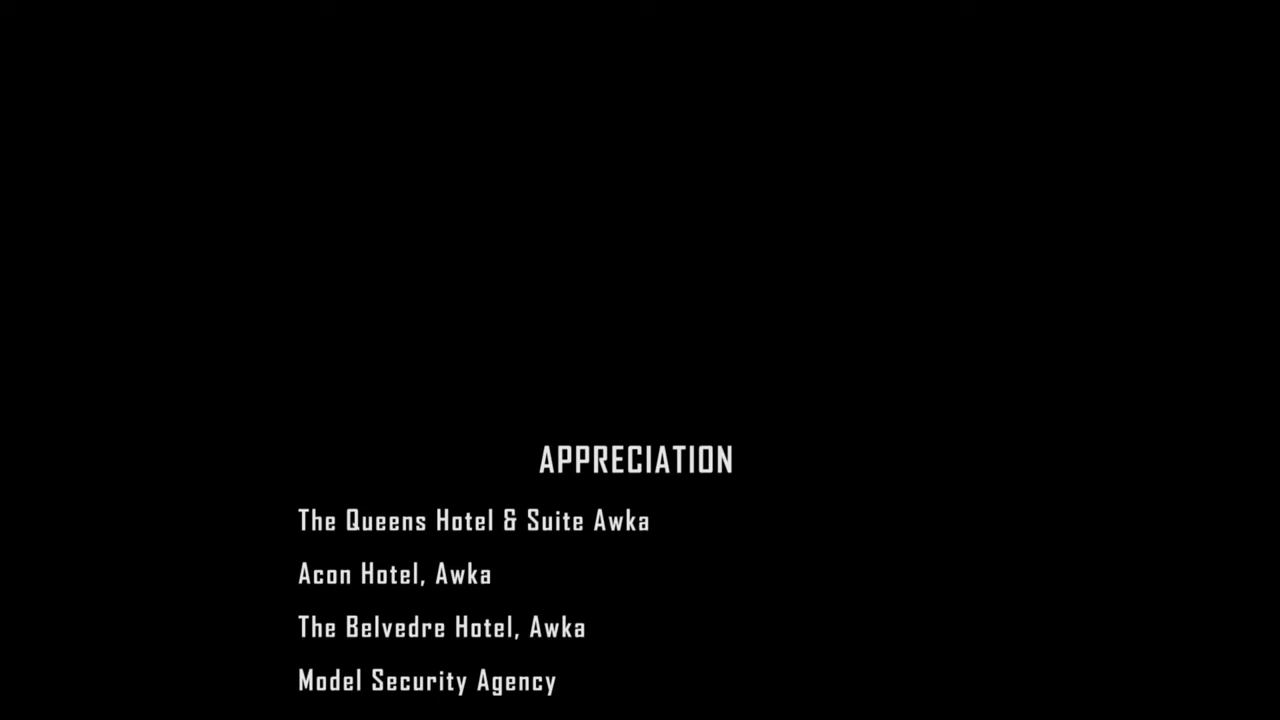 APPRECIATION
The Queens Hotel & Suite Awka
Acon Hotel, Awka
The Belvedre Hotel, Awka
Model Security Agency